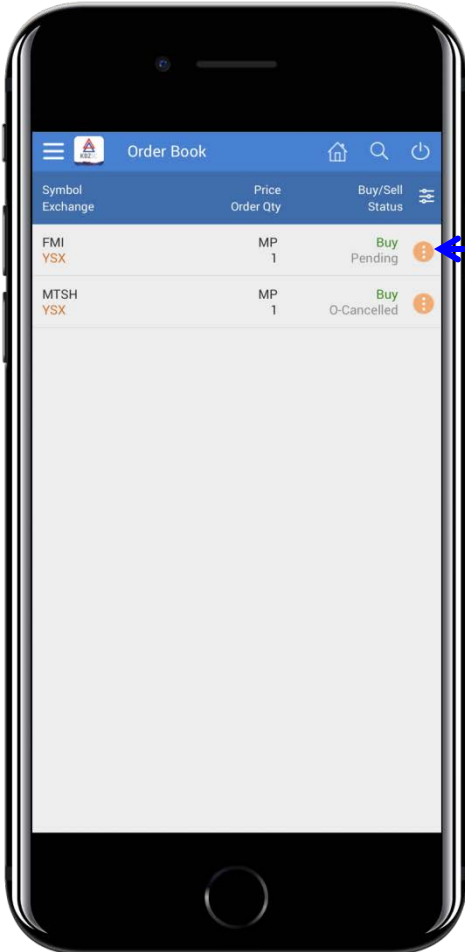 KBZ
Order Book
Symbol Price Buy/Sell
Exchange Order Qty Status
FMI MP Buy
YSX 1 Pending
MTSH MP Buy
YSX 1 O-Cancelled